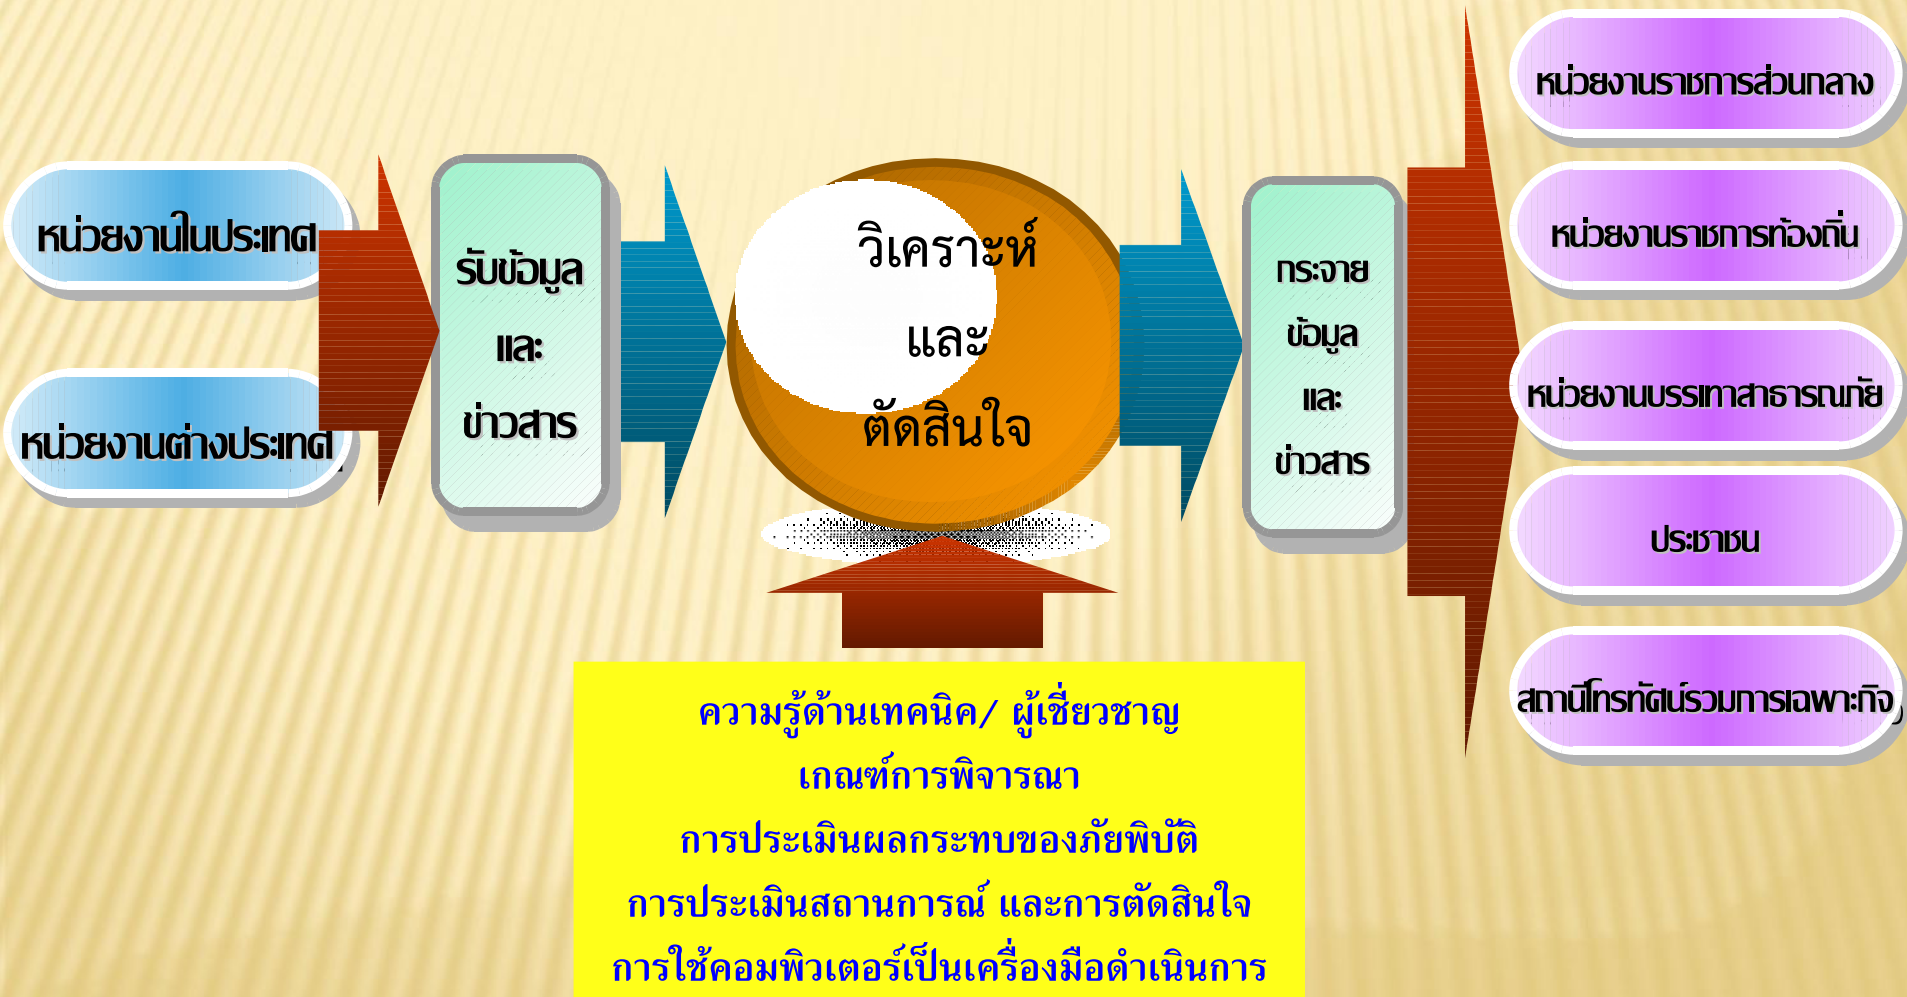 หน่วยงานในประเทศ
หน่วยงานต่างประเทศ
รับข้อมูล
และ
ข่าวสาร
วิเคราะห์
และ
ตัดสินใจ
กระจาย
ข้อมูล
และ
ข่าวสาร
หน่วยงานราชการส่วนกลาง
หน่วยงานราชการท้องถิ่น
หน่วยงานบรรเทาสาธารณภัย
ประชาชน
สถานีโทรทัศน์รวมการเฉพาะกิจ
ความรู้ด้านเทคนิค/ ผู้เชี่ยวชาญ
เกณฑ์การพิจารณา
การประเมินผลกระทบของภัยพิบัติ
การประเมินสถานการณ์ และการตัดสินใจ
การใช้คอมพิวเตอร์เป็นเครื่องมือดำเนินการ